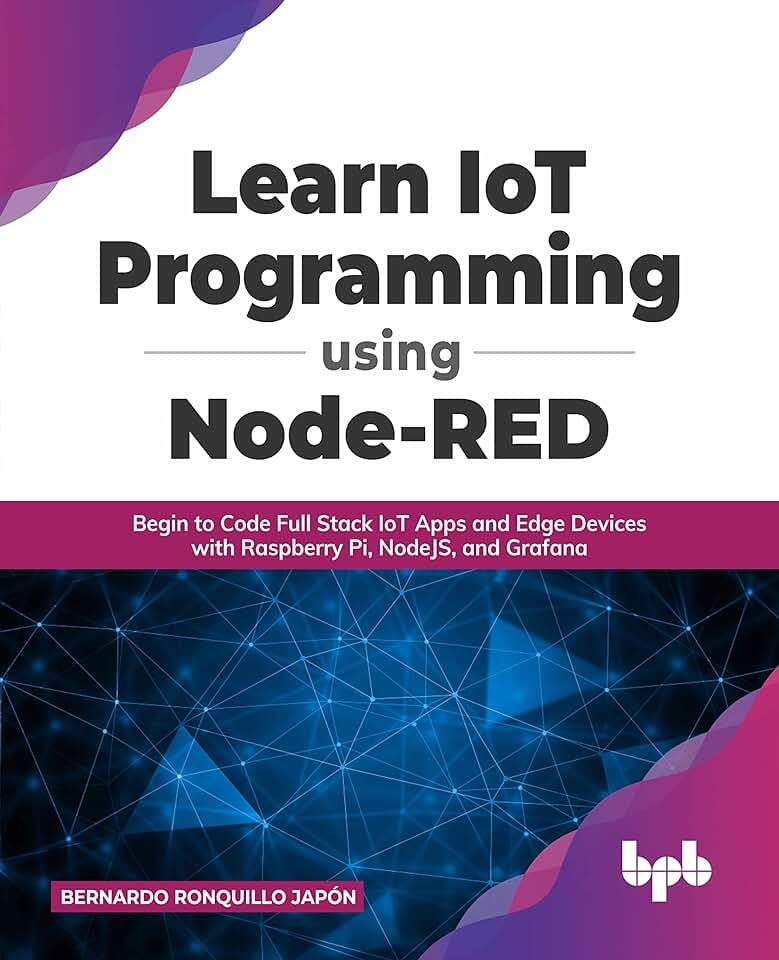 Learn IoT
Programming
using
Node-RED
Begin to Code Full Stack IoT Apps and Edge Devices
with Raspberry Pi, NodeJS, and Grafana
BERNARDO RONQUILLO JAPÓN
bpb